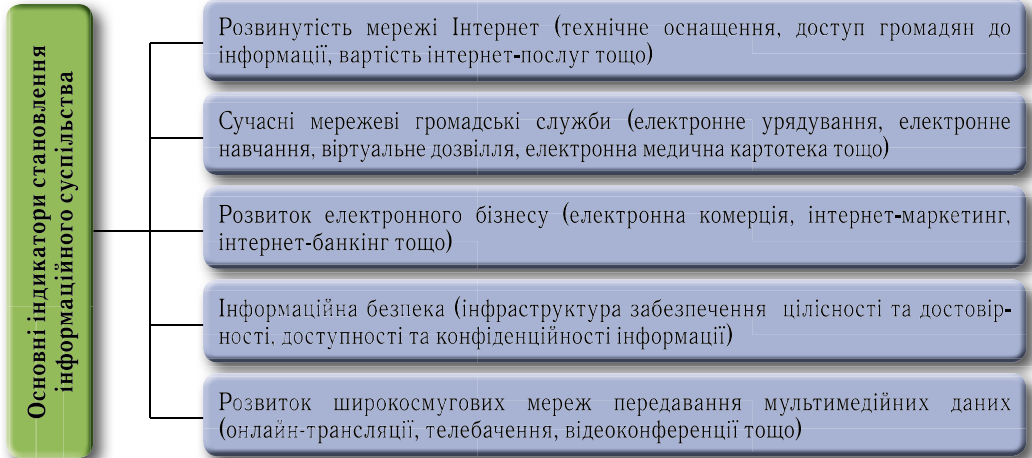 Основні індикатори становлення
інформаційного суспільства
Розвинутість мережі Інтернет (технічне оснащення, доступ громадян до
інформації, вартість інтернет-послуг тощо)
Сучасні мережеві громадські служби (електронне урядування, електронне
навчання, віртуальне дозвілля, електронна медична картотека тощо)
Розвиток електронного бізнесу (електронна комерція, інтернет-маркетинг,
інтернет-банкінг тощо)
Інформаційна безпека (інфраструктура забезпечення цілісності та достовір-
ності, доступності та конфіденційності інформації)
Розвиток широкосмугових мереж передавання мультимедійних даних
(онлайн-трансляції, телебачення, відеоконференції тощо)